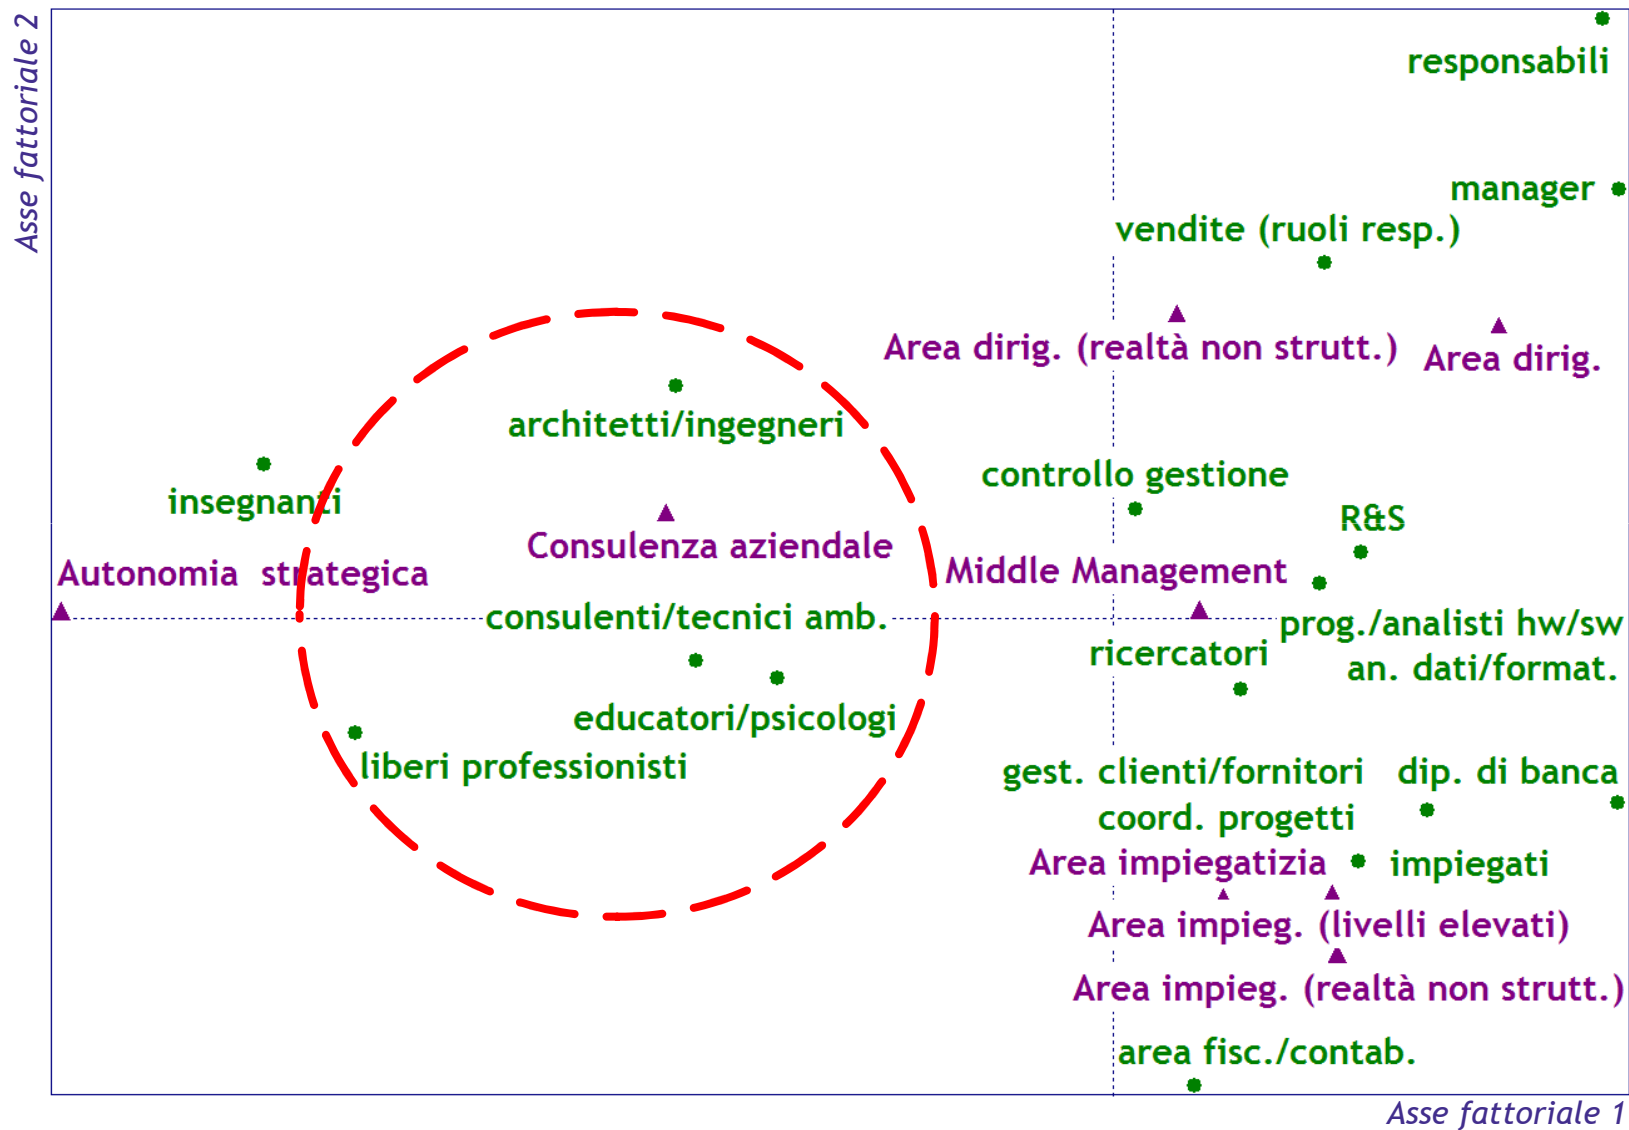 Asse fattoriale 2
responsabili
manager
vendite (ruoli resp.)
Area dirig. (realtà non strutt.)
Area dirig.
architetti/ingegneri
controllo gestione
insegnanti
R&S
Consulenza aziendale
Autonomia strategica
Middle Management
consulenti/tecnici amb.
prog./analisti hw/sw
ricercatori
an. dati/format.
educatori/psicologi
liberi professionisti
gest. clienti/fornitori
dip. di banca
coord. progetti
Area impiegatizia
impiegati
Area impieg. (livelli elevati)
Area impieg. (realtà non strutt.)
area fisc./contab.
Asse fattoriale 1